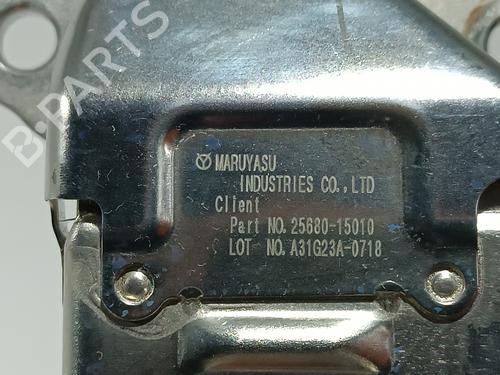 B-PARTS
MARUYASU
INDUSTRIES CO.,LTD
Client
Part NO. 25680-15010
LOT NO. A31G23A-0718